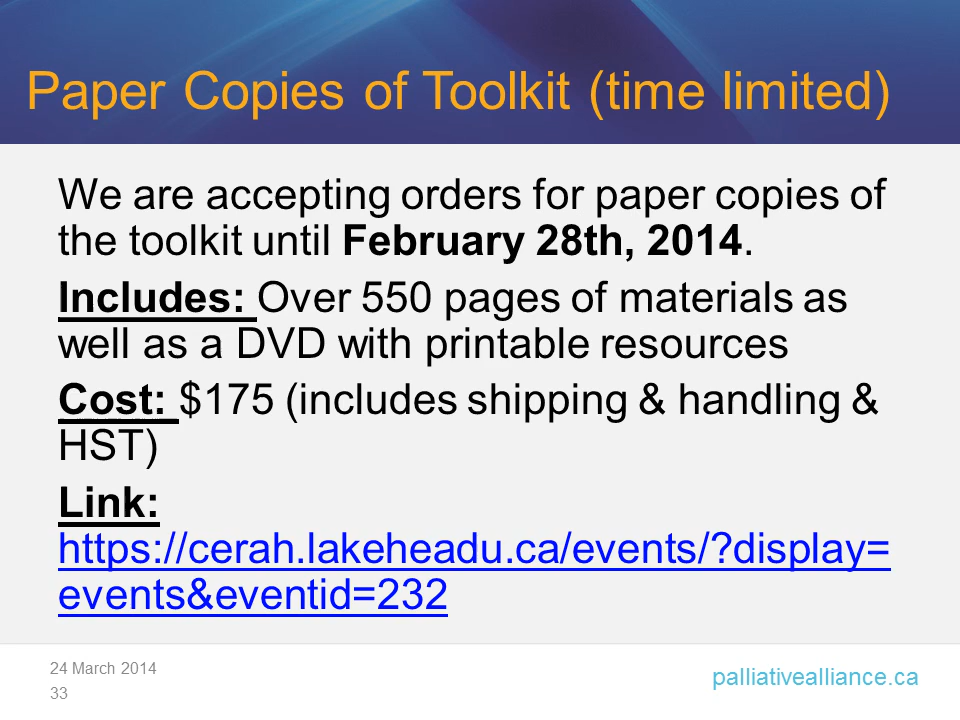 Paper Copies of Toolkit (time limited)
We are accepting orders for paper copies of
the toolkit until February 28th, 2014.
Includes: Over 550 pages of materials as
well as a DVD with printable resources
Cost: $175 (includes shipping & handling &
HST)
Link:
https://cerah.lakeheadu.ca/events/?display=
events&eventid=232
24 March 2014
33
palliativealliance.ca